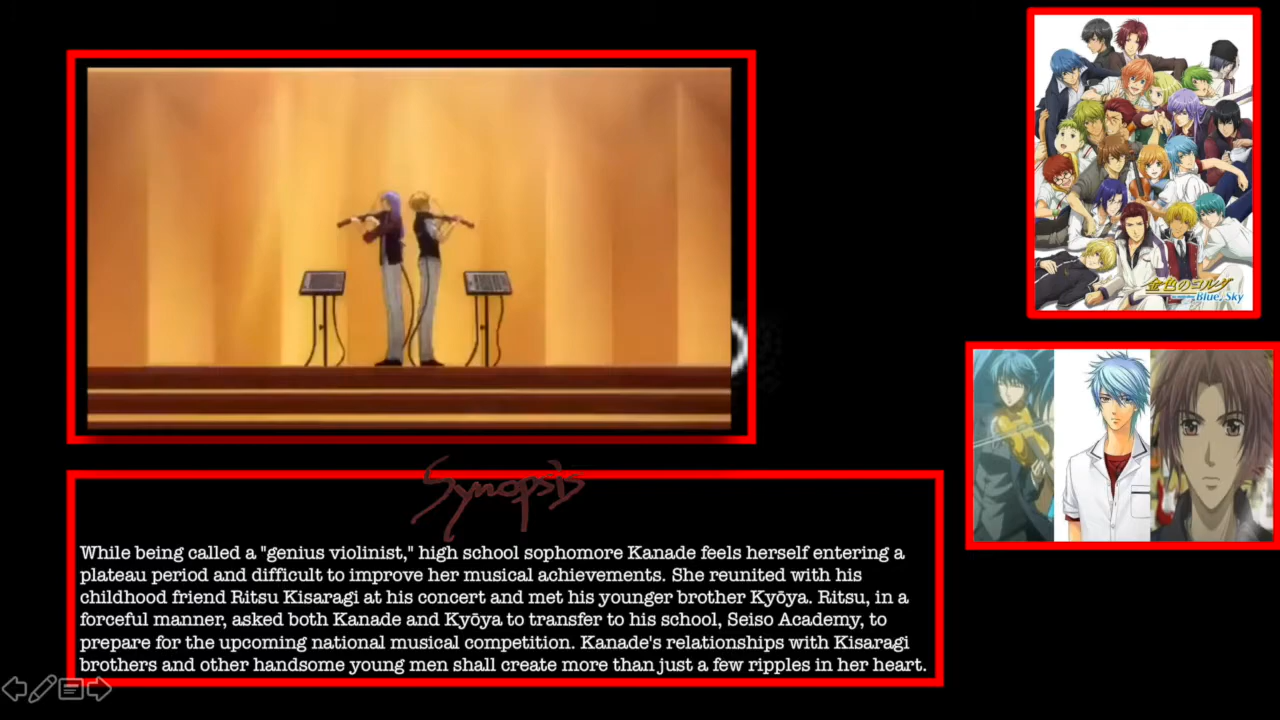 金色のコルダ
Blue♪Sky
Synopsis
While being called a "genius violinist," high school sophomore Kanade feels herself entering a
plateau period and difficult to improve her musical achievements. She reunited with his
childhood friend Ritsu Kisaragi at his concert and met his younger brother Kyōya. Ritsu, in a
forceful manner, asked both Kanade and Kyōya to transfer to his school, Seiso Academy, to
prepare for the upcoming national musical competition. Kanade's relationships with Kisaragi
brothers and other handsome young men shall create more than just a few ripples in her heart.